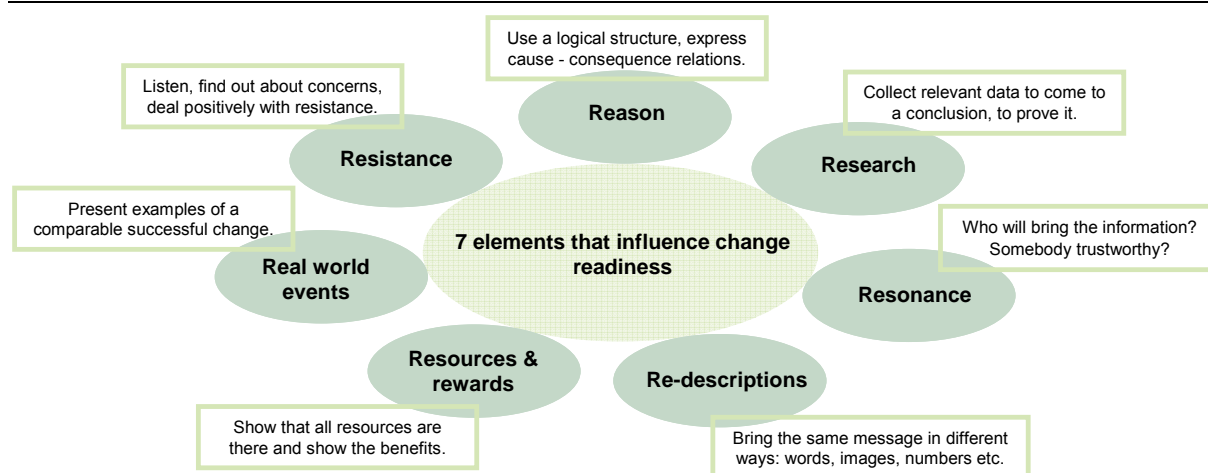 Use a logical structure, express
cause - consequence relations.
Reason
Listen, find out about concerns,
deal positively with resistance.
Resistance
Collect relevant data to come to
a conclusion, to prove it.
Research
Present examples of a
comparable successful change.
Real world
events
7 elements that influence change
readiness
Who will bring the information?
Somebody trustworthy?
Resonance
Resources &
rewards
Show that all resources are
there and show the benefits.
Re-descriptions
Bring the same message in different
ways: words, images, numbers etc.